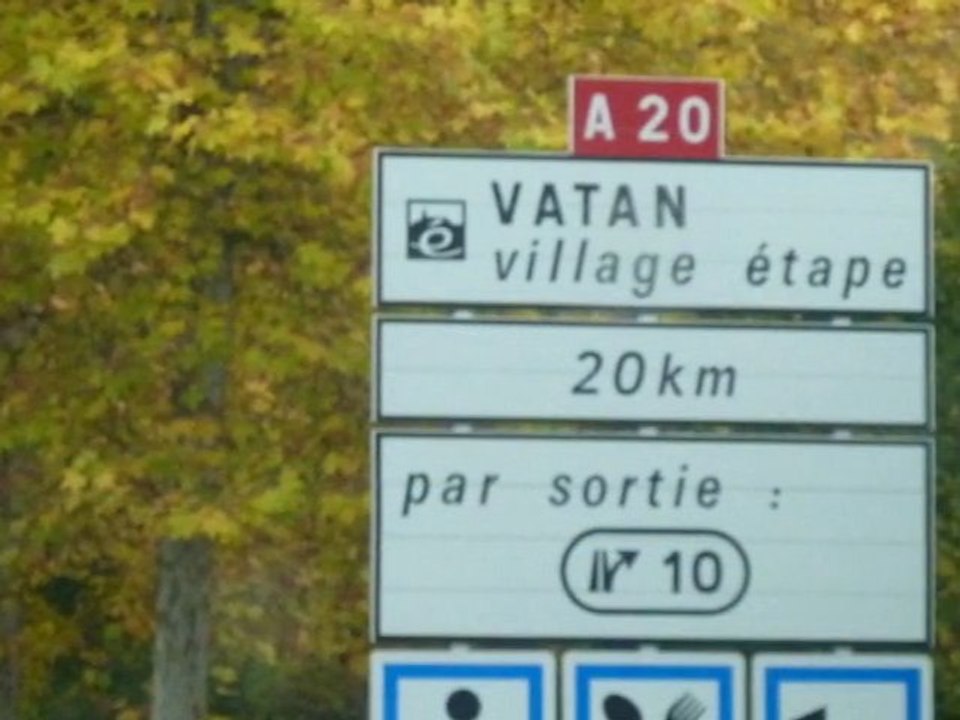 A 20
VATAN
village étape
20km
par sortie :
10